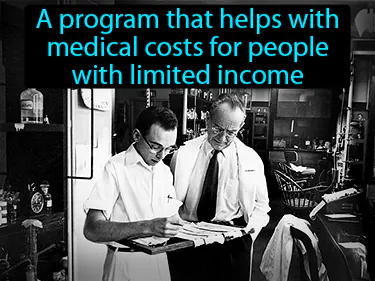 A program that helps with
medical costs for people
with limited income